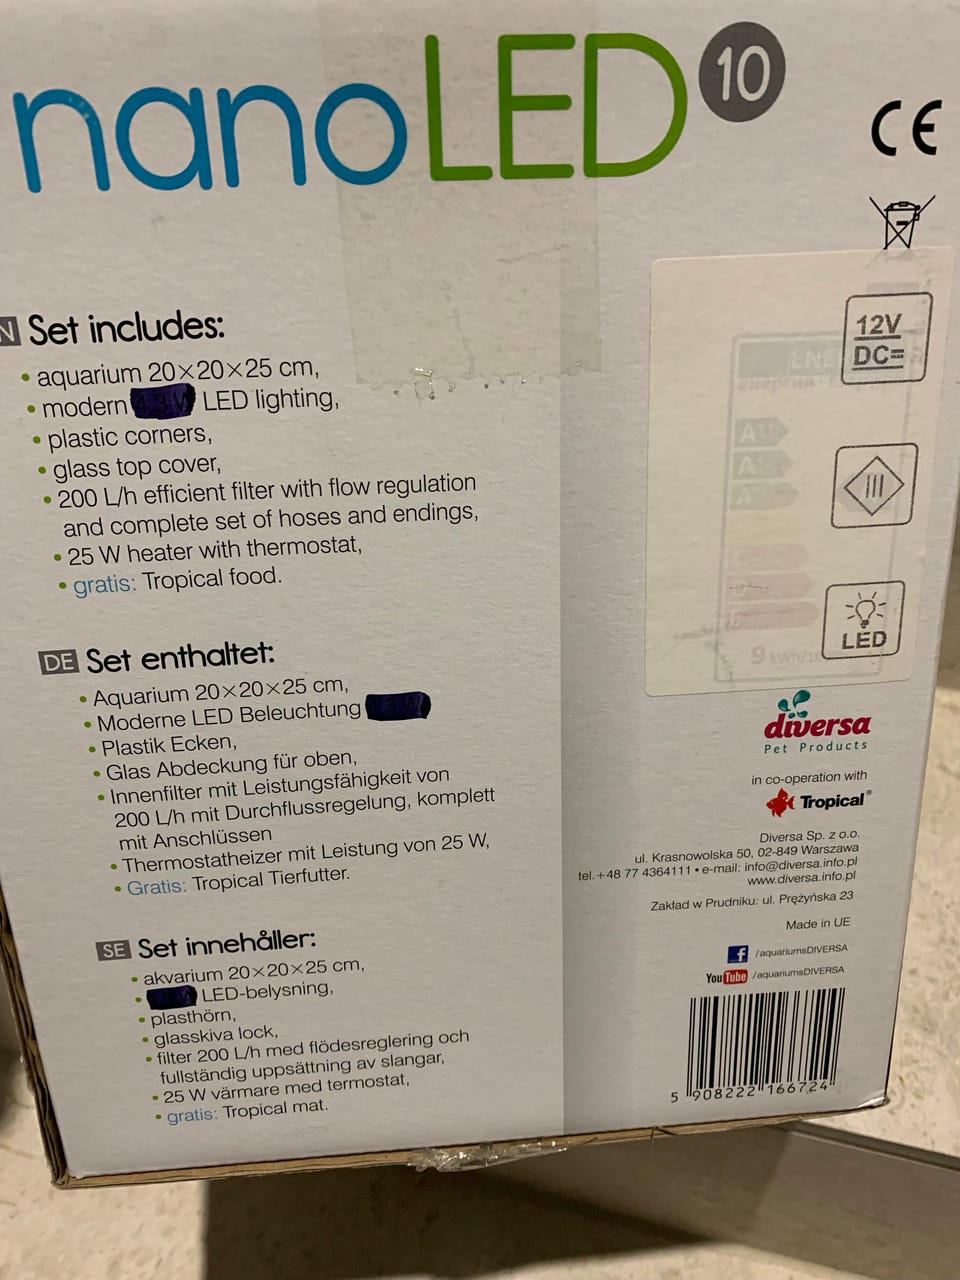 nanoLED 10
CE
N Set includes:
• aquarium 20×20×25 cm,
• modern 4.3 W LED lighting,
• plastic corners,
• glass top cover,
• 200 L/h efficient filter with flow regulation
and complete set of hoses and endings,
• 25 W heater with thermostat,
• gratis: Tropical food.
DE Set enthaltet:
• Aquarium 20×20×25 cm,
• Moderne LED Beleuchtung
• Plastik Ecken,
• Glas Abdeckung für oben,
• Innenfilter mit Leistungsfähigkeit von
200 L/h mit Durchflussregelung, komplett
mit Anschlüssen
• Thermostatheizer mit Leistung von 25 W,
• Gratis: Tropical Tierfutter.
SE Set innehåller:
• akvarium 20×20×25 cm,
• LED-belysning,
• plasthörn,
• glasskiva lock,
• filter 200 L/h med flödesreglering och
fullständig uppsättning av slangar,
• 25 W värmare med termostat,
• gratis: Tropical mat.
12V
DC=
ENE
енергия
A++
A+
A
9 kWh/10
LED
diversa
Pet Products
in co-operation with
Tropical®
Diversa Sp. z o.o.
ul. Krasnowolska 50, 02-849 Warszawa
tel.+48 77 4364111 • e-mail: info@diversa.info.pl
www.diversa.info.pl
Zakład w Prudniku: ul. Prężyńska 23
Made in UE
f /aquariumsDIVERSA
YouTube /aquariumsDIVERSA
5 908222 166724